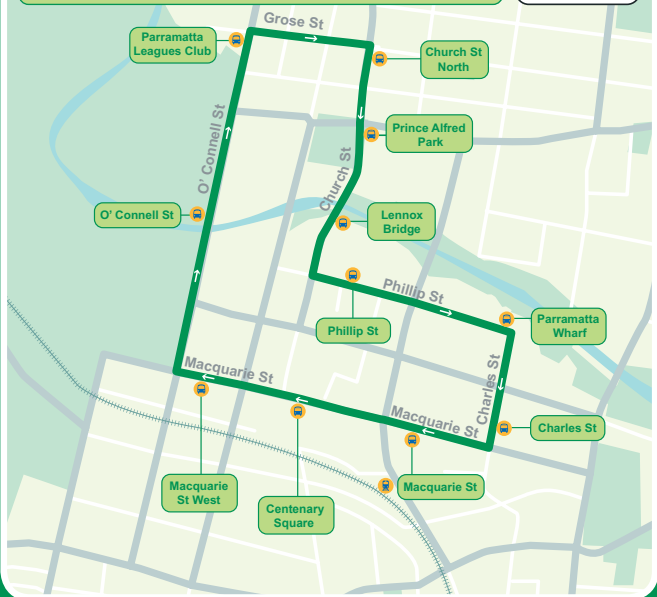 Grose St
Parramatta
Leagues Club
Church St
North
Prince Alfred
Park
O' Connell St
Church St
O' Connell St
Lennox
Bridge
Phillip St
Phillip St
Parramatta
Wharf
Charles St
Macquarie St
Macquarie St
Charles St
Macquarie
St West
Centenary
Square
Macquarie St